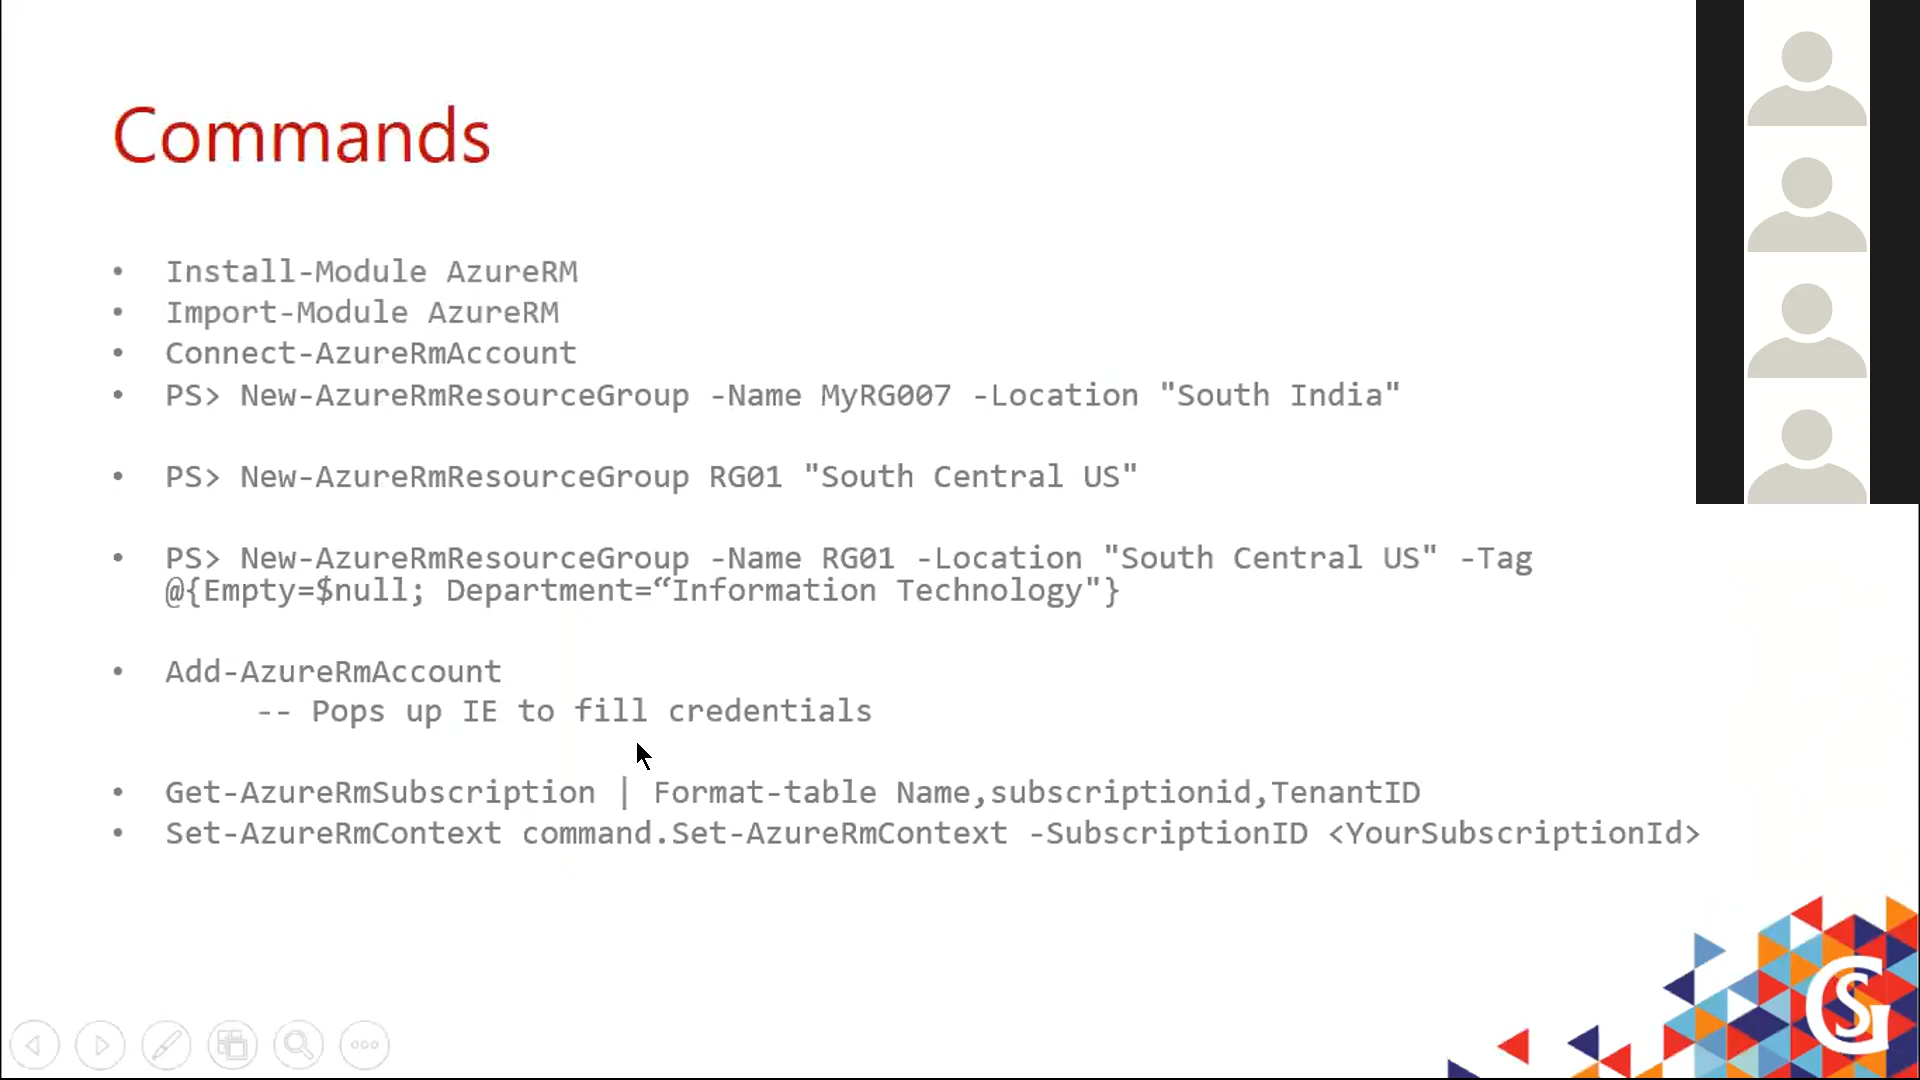 Commands
• Install-Module AzureRM
• Import-Module AzureRM
• Connect-AzureRmAccount
• PS> New-AzureRmResourceGroup -Name MyRG007 -Location "South India"
• PS> New-AzureRmResourceGroup RG01 "South Central US"
• PS> New-AzureRmResourceGroup -Name RG01 -Location "South Central US" -Tag
@{Empty=$null; Department=“Information Technology"}
• Add-AzureRmAccount
-- Pops up IE to fill credentials
• Get-AzureRmSubscription | Format-table Name,subscriptionid,TenantID
• Set-AzureRmContext command.Set-AzureRmContext -SubscriptionID <YourSubscriptionId>
GS